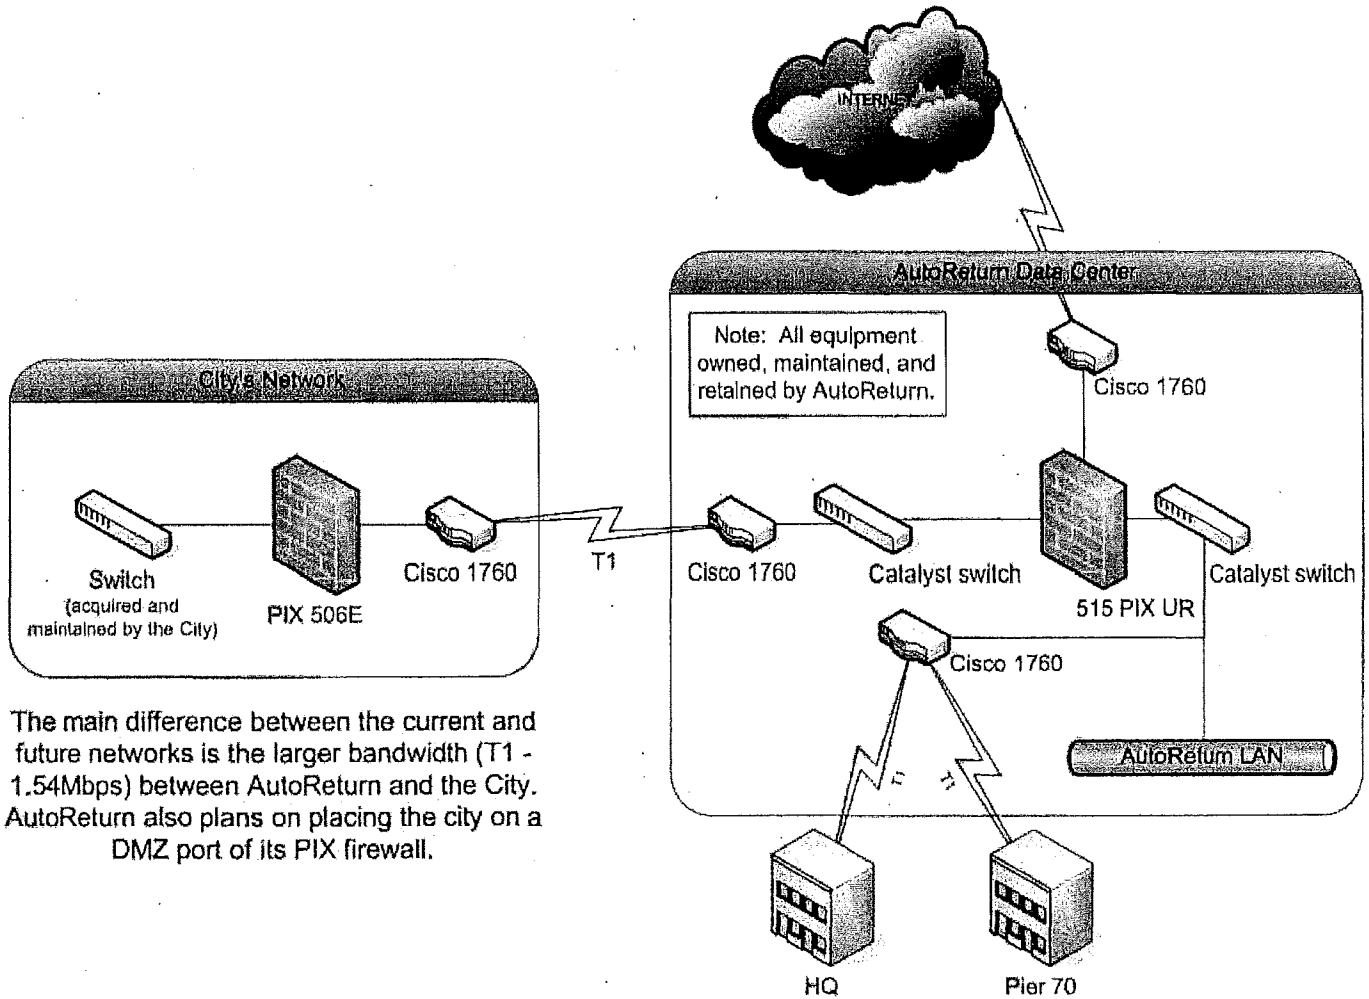 INTERNET
AutoReturn Data Center
Note: All equipment
owned, maintained, and
retained by AutoReturn.
Cisco 1760
City's Network
Switch
(acquired and
maintained by the City)
PIX 506E
Cisco 1760
T1
Cisco 1760
Catalyst switch
515 PIX UR
Catalyst switch
Cisco 1760
AutoReturn LAN
T1
T1
HQ
Pier 70
The main difference between the current and
future networks is the larger bandwidth (T1 -
1.54Mbps) between AutoReturn and the City.
AutoReturn also plans on placing the city on a
DMZ port of its PIX firewall.